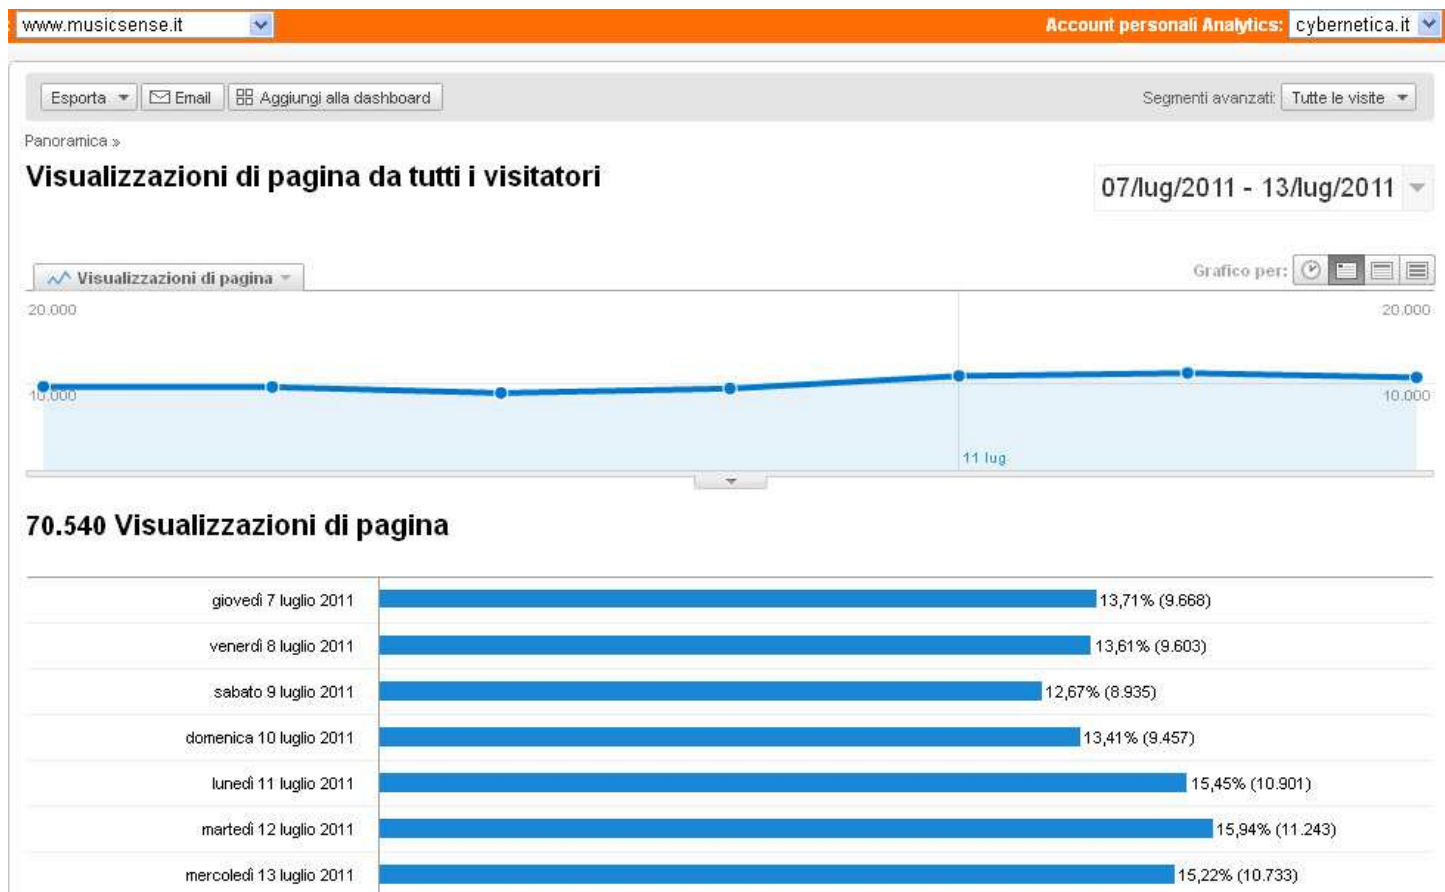 www.musicsense.it Account personali Analytics: cybernetica.it
Esporta Email Aggiungi alla dashboard Segmenti avanzati: Tutte le visite
Panoramica »
Visualizzazioni di pagina da tutti i visitatori
07/lug/2011 - 13/lug/2011
Visualizzazioni di pagina Grafico per:
20.000 20.000
10.000 10.000
11 lug
70.540 Visualizzazioni di pagina
giovedì 7 luglio 2011 13,71% (9.668)
venerdì 8 luglio 2011 13,61% (9.603)
sabato 9 luglio 2011 12,67% (8.935)
domenica 10 luglio 2011 13,41% (9.457)
lunedì 11 luglio 2011 15,45% (10.901)
martedì 12 luglio 2011 15,94% (11.243)
mercoledì 13 luglio 2011 15,22% (10.733)